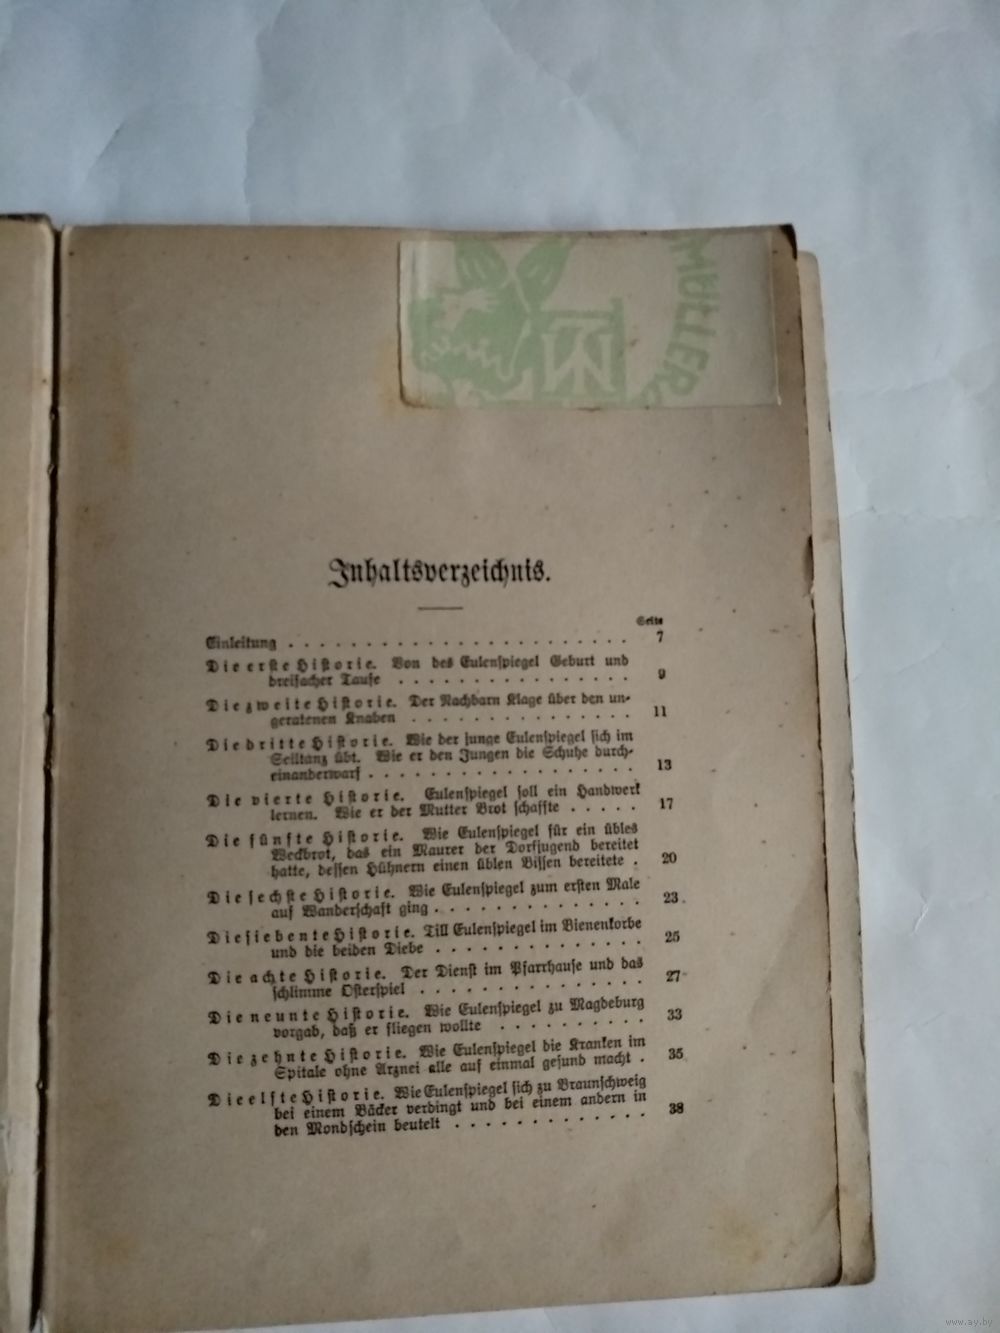 MÜLLER
Inhaltsverzeichnis.
Seite
Einleitung . . . . . . . . . . . . . . . . . . . . . . 7
Die erste Historie. Von des Eulenspiegel Geburt und
dreifacher Taufe . . . . . . . . . . . . . . . 9
Die zweite Historie. Der Nachbarn Klage über den un-
geratenen Knaben . . . . . . . . . . . . . . 11
Die dritte Historie. Wie der junge Eulenspiegel sich im
Seiltanz übt. Wie er den Jungen die Schuhe durch-
einanderwarf . . . . . . . . . . . . . . . . . 13
Die vierte Historie. Eulenspiegel soll ein Handwerk
lernen. Wie er der Mutter Brot schaffte . . . . . 17
Die fünfte Historie. Wie Eulenspiegel für ein übles
Weckbrot, das ein Maurer der Dorfjugend bereitet
hatte, dessen Hühnern einen üblen Bissen bereitete . 20
Die sechste Historie. Wie Eulenspiegel zum ersten Male
auf Wanderschaft ging . . . . . . . . . . . . . . 23
Die siebente Historie. Till Eulenspiegel im Bienenkorbe
und die beiden Diebe . . . . . . . . . . . . . . 25
Die achte Historie. Der Dienst im Pfarrhause und das
schlimme Osterspiel . . . . . . . . . . . . . . . 27
Die neunte Historie. Wie Eulenspiegel zu Magdeburg
vorgab, daß er fliegen wollte . . . . . . . . . . 33
Die zehnte Historie. Wie Eulenspiegel die Kranken im
Spitale ohne Arznei alle auf einmal gesund macht . 35
Die elfte Historie. Wie Eulenspiegel sich zu Braunschweig
bei einem Bäcker verdingt und bei einem andern in
den Mondschein beutelt . . . . . . . . . . . . . 38
www.ay.by